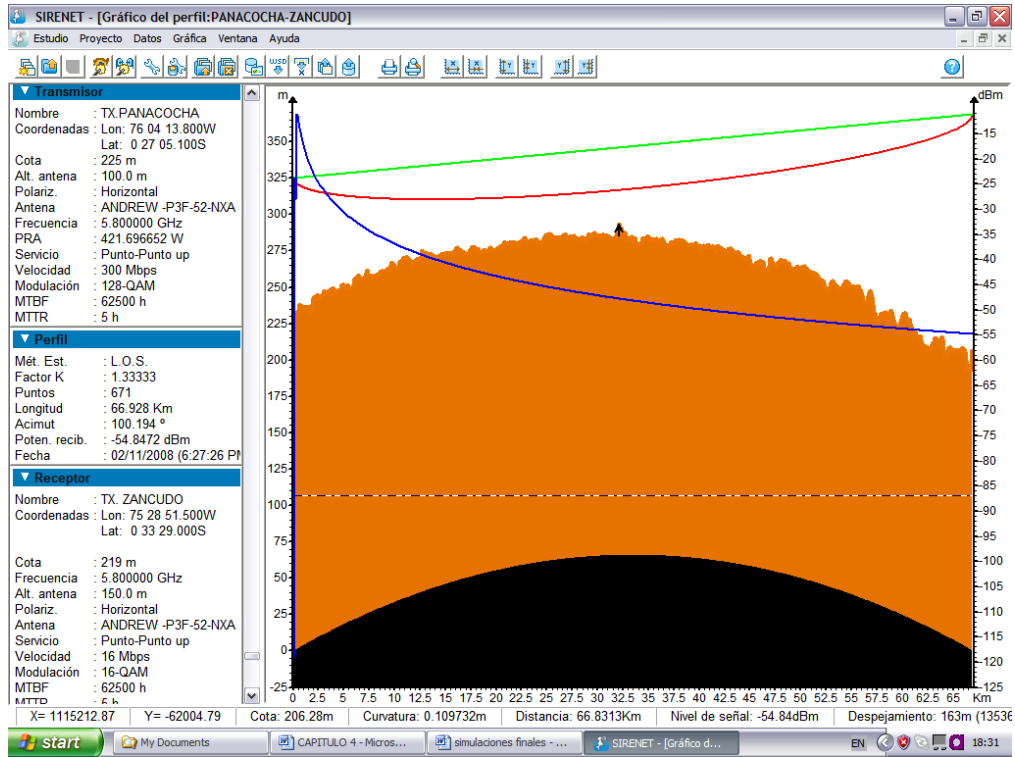 SIRENET - [Gráfico del perfil:PANACOCHA-ZANCUDO]
Estudio Proyecto Datos Gráfica Ventana Ayuda
Transmisor
Nombre : TX.PANACOCHA
Coordenadas : Lon: 76 04 13.800W
Lat: 0 27 05.100S
Cota : 225 m
Alt. antena : 100.0 m
Polariz. : Horizontal
Antena : ANDREW -P3F-52-NXA
Frecuencia : 5.800000 GHz
PRA : 421.696652 W
Servicio : Punto-Punto up
Velocidad : 300 Mbps
Modulación : 128-QAM
MTBF : 62500 h
MTTR : 5 h
Perfil
Mét. Est. : L.O.S.
Factor K : 1.33333
Puntos : 671
Longitud : 66.928 Km
Acimut : 100.194 º
Poten. recib. : -54.8472 dBm
Fecha : 02/11/2008 (6:27:26 PM
Receptor
Nombre : TX. ZANCUDO
Coordenadas : Lon: 75 28 51.500W
Lat: 0 33 29.000S
Cota : 219 m
Frecuencia : 5.800000 GHz
Alt. antena : 150.0 m
Polariz. : Horizontal
Antena : ANDREW -P3F-52-NXA
Servicio : Punto-Punto up
Velocidad : 16 Mbps
Modulación : 16-QAM
MTBF : 62500 h
MTTR : 5 h
m
350
325
300
275
250
225
200
175
150
125
100
75
50
25
0
-25
dBm
-15
-20
-25
-30
-35
-40
-45
-50
-55
-60
-65
-70
-75
-80
-85
-90
-95
-100
-105
-110
-115
-120
-125
0 2.5 5 7.5 10 12.5 15 17.5 20 22.5 25 27.5 30 32.5 35 37.5 40 42.5 45 47.5 50 52.5 55 57.5 60 62.5 65 Km
X= 1115212.87 Y= -62004.79 Cota: 206.28m Curvatura: 0.109732m Distancia: 66.8313Km Nivel de señal: -54.84dBm Despejamiento: 163m (13536
start My Documents CAPITULO 4 - Micros... simulaciones finales - ... SIRENET - [Gráfico d... EN 18:31